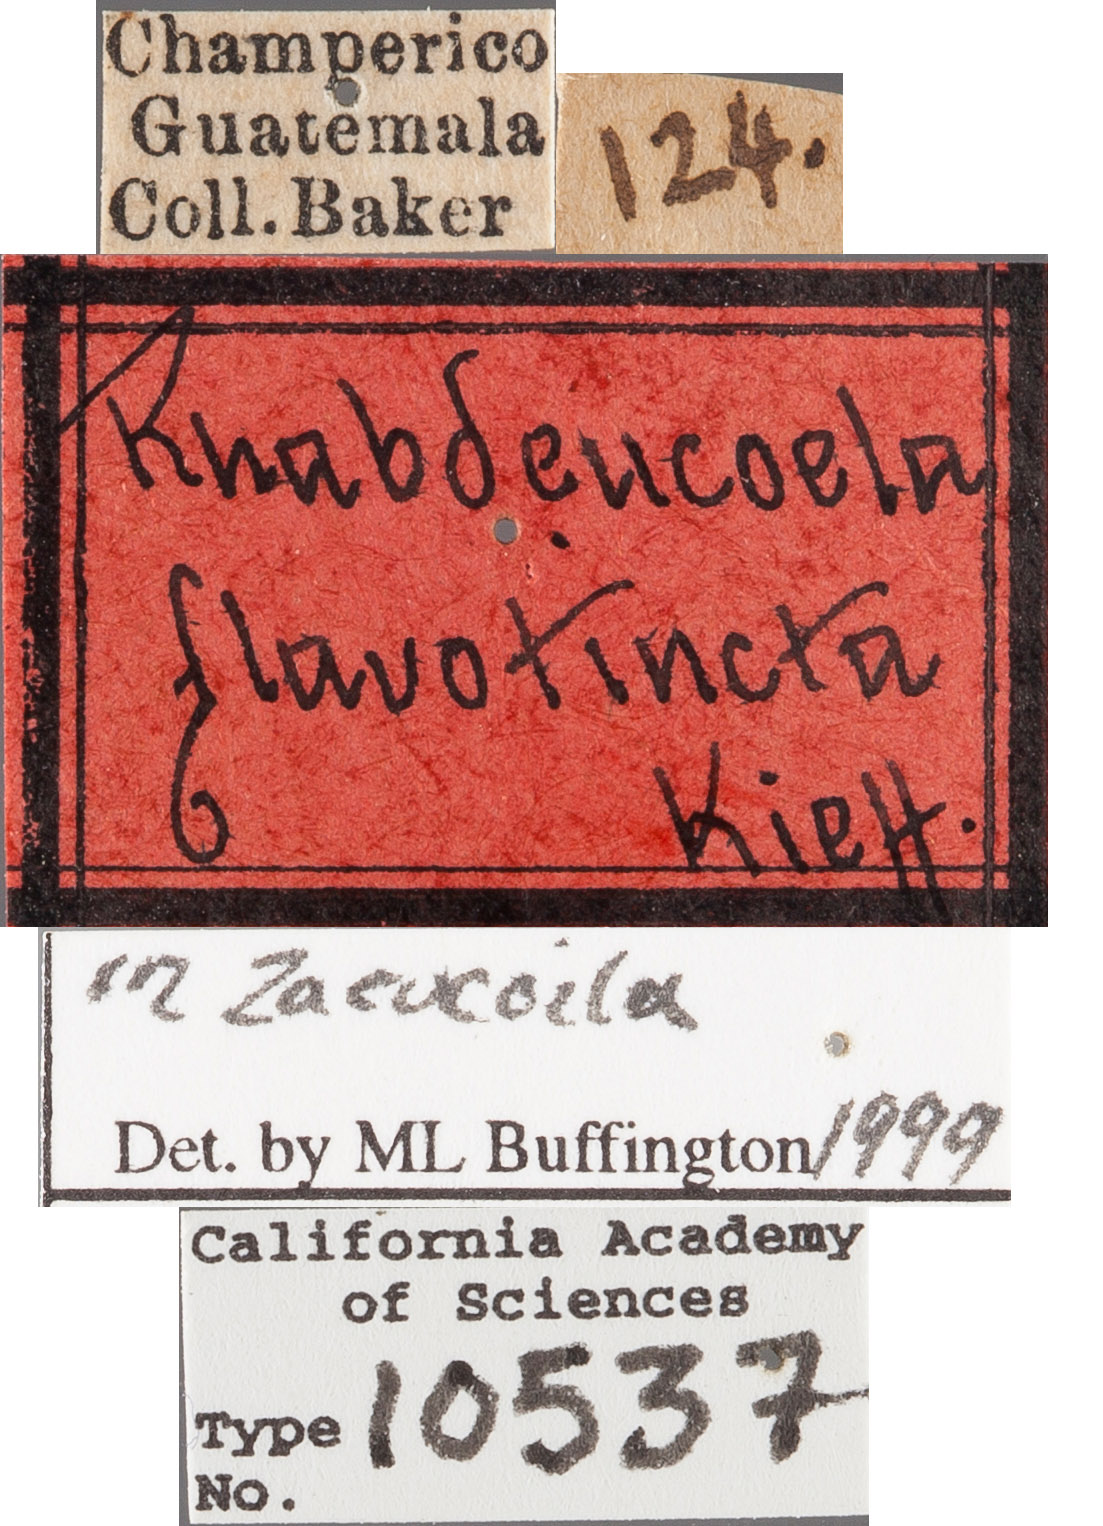 Champerico
Guatemala
Coll. Baker
124.
Rhabdeucoela
flavotincta
Kieff.
in Zaeucoila
Det. by ML Buffington 1999
California Academy
of Sciences
Type No. 10537